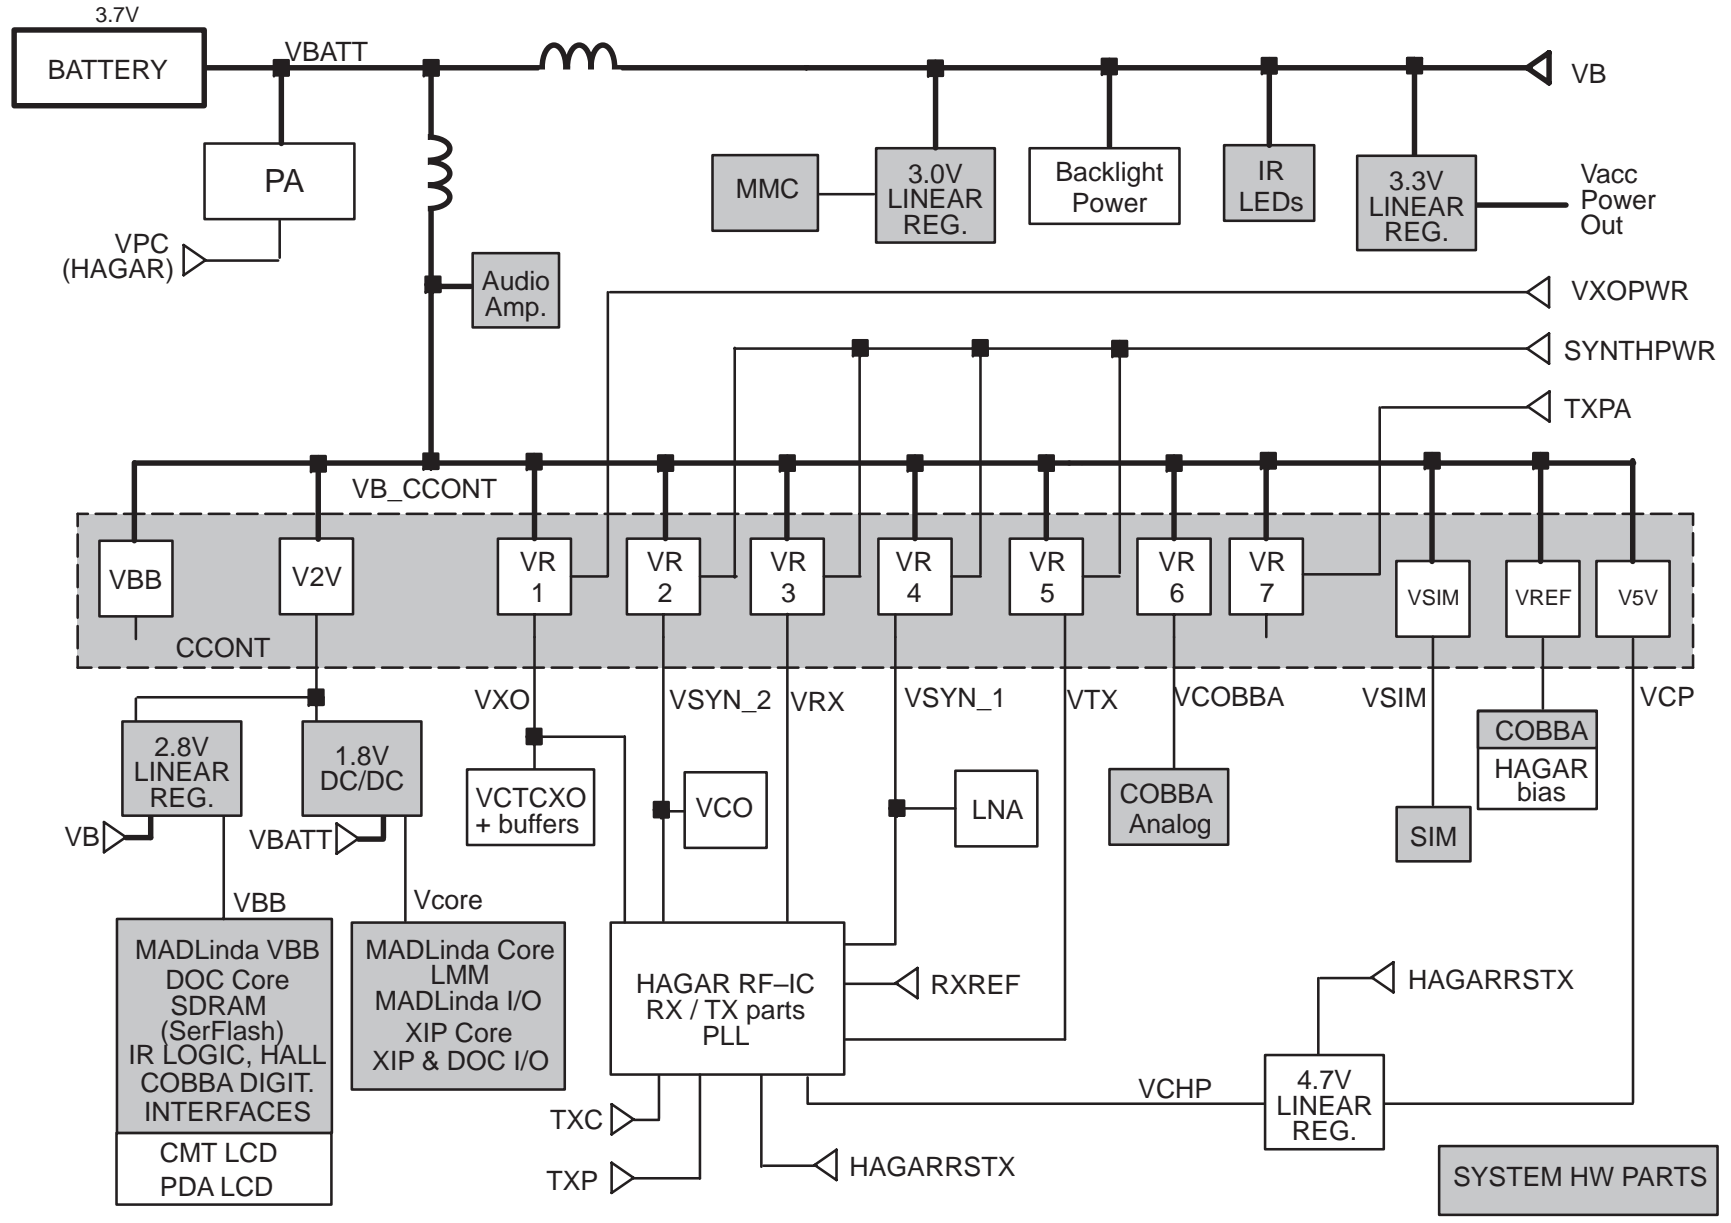 3.7V
BATTERY
VBATT
VB
PA
VPC
(HAGAR)
MMC
3.0V
LINEAR
REG.
Backlight
Power
IR
LEDs
3.3V
LINEAR
REG.
Vacc
Power
Out
Audio
Amp.
VXOPWR
SYNTHPWR
TXPA
VB_CCONT
VBB
V2V
VR
1
VR
2
VR
3
VR
4
VR
5
VR
6
VR
7
VSIM
VREF
V5V
CCONT
VXO
VSYN_2
VRX
VSYN_1
VTX
VCOBBA
VSIM
VCP
2.8V
LINEAR
REG.
1.8V
DC/DC
VCTCXO
+ buffers
VCO
LNA
COBBA
Analog
COBBA
HAGAR
bias
SIM
VB
VBATT
VBB
Vcore
MADLinda VBB
DOC Core
SDRAM
(SerFlash)
IR LOGIC, HALL
COBBA DIGIT.
INTERFACES
CMT LCD
PDA LCD
MADLinda Core
LMM
MADLinda I/O
XIP Core
XIP & DOC I/O
HAGAR RF–IC
RX / TX parts
PLL
RXREF
HAGARRSTX
VCHP
4.7V
LINEAR
REG.
TXC
TXP
HAGARRSTX
SYSTEM HW PARTS